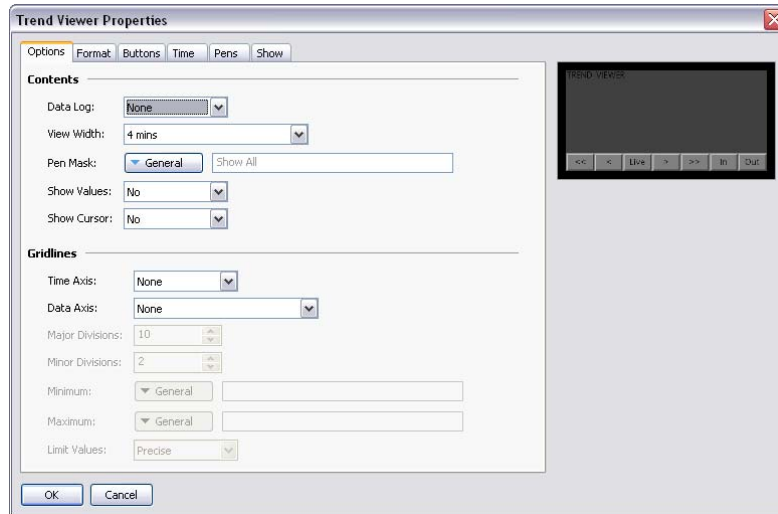 Trend Viewer Properties
Options Format Buttons Time Pens Show
Contents
Data Log: None
View Width: 4 mins
Pen Mask: General Show All
Show Values: No
Show Cursor: No
Gridlines
Time Axis: None
Data Axis: None
Major Divisions: 10
Minor Divisions: 2
Minimum: General
Maximum: General
Limit Values: Precise
OK Cancel
TREND VIEWER
<< < Live > >> In Out